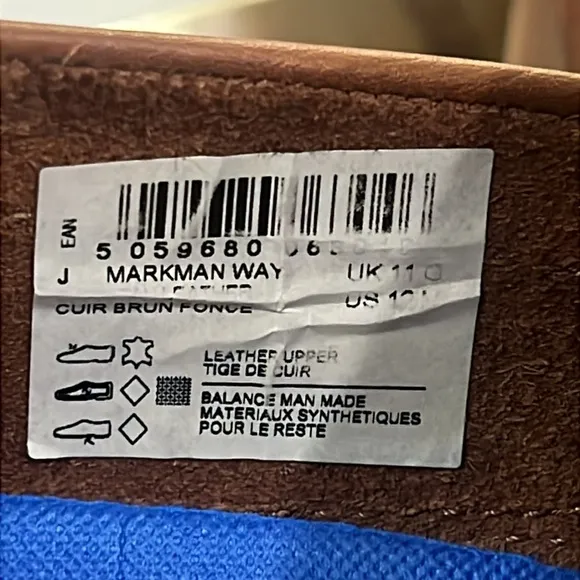 EAN
5 059680
J MARKMAN WAY UK 11 G
CUIR BRUN FONCE US
LEATHER UPPER
TIGE DE CUIR
BALANCE MAN MADE
MATERIAUX SYNTHETIQUES
POUR LE RESTE